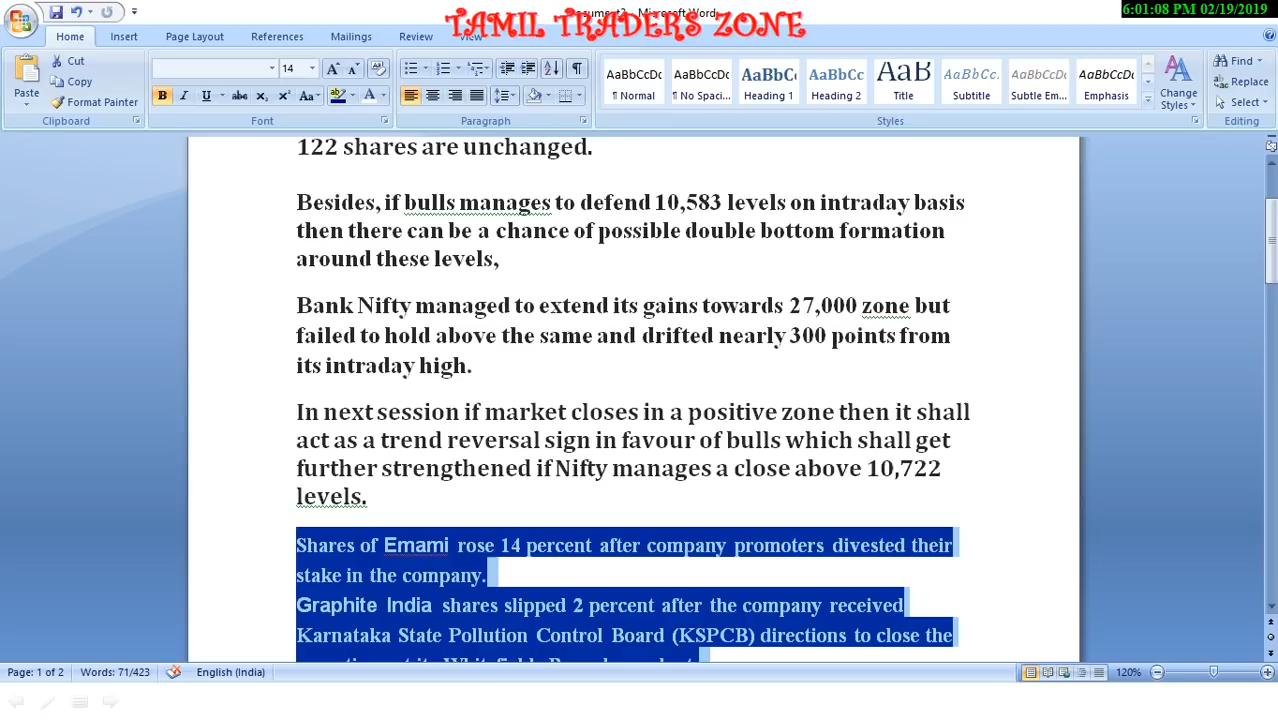 6:01:08 PM 02/19/2019
TAMIL TRADERS ZONE
Microsoft Word
Home Insert Page Layout References Mailings Review View
Paste
Cut
Copy
Format Painter
Clipboard
14
Font
Paragraph
AaBbCcDc AaBbCcDc AaBbC AaBbCc AaB AaBbCc. AaBbCcDc AaBbCcDc
¶ Normal ¶ No Spaci... Heading 1 Heading 2 Title Subtitle Subtle Em... Emphasis
Change Styles
Styles
Find
Replace
Select
Editing
122 shares are unchanged.
Besides, if bulls manages to defend 10,583 levels on intraday basis
then there can be a chance of possible double bottom formation
around these levels,
Bank Nifty managed to extend its gains towards 27,000 zone but
failed to hold above the same and drifted nearly 300 points from
its intraday high.
In next session if market closes in a positive zone then it shall
act as a trend reversal sign in favour of bulls which shall get
further strengthened if Nifty manages a close above 10,722
levels.
Shares of Emami rose 14 percent after company promoters divested their
stake in the company.
Graphite India shares slipped 2 percent after the company received
Karnataka State Pollution Control Board (KSPCB) directions to close the
Page: 1 of 2 Words: 71/423 English (India) 120%